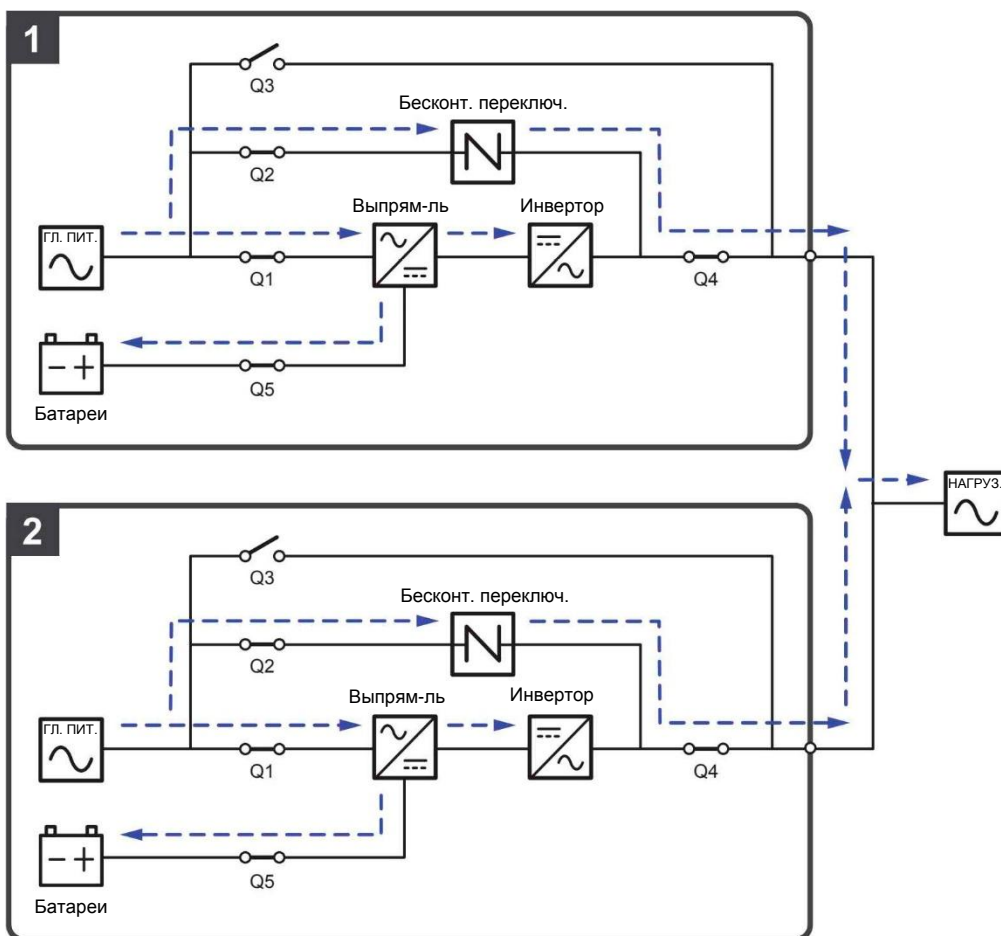 1
Q3
Бесконт. переключ.
Q2
Выпрям-ль
Инвертор
ГЛ. ПИТ.
Q1
Q4
Q5
Батареи
НАГРУЗ.
2
Q3
Бесконт. переключ.
Q2
Выпрям-ль
Инвертор
ГЛ. ПИТ.
Q1
Q4
Q5
Батареи